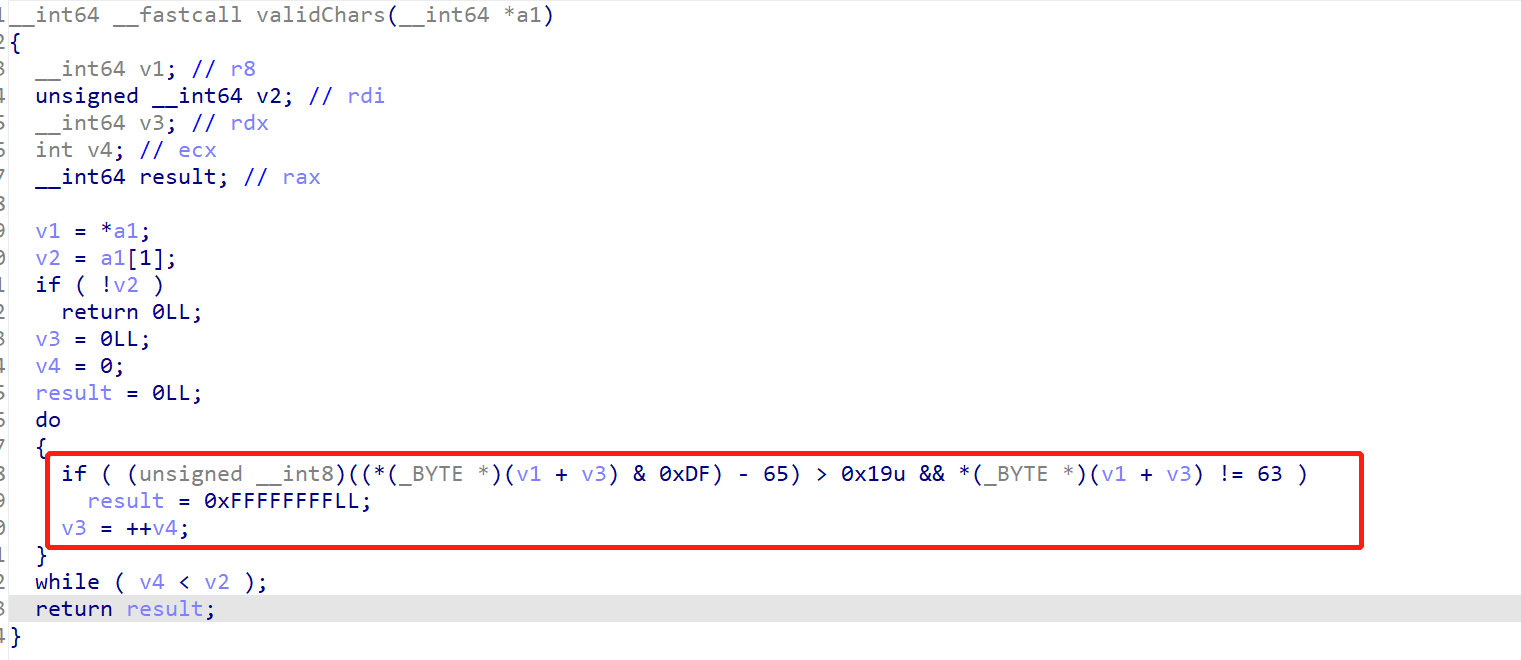 1__int64 __fastcall validChars(__int64 *a1)
2{
3  __int64 v1; // r8
4  unsigned __int64 v2; // rdi
5  __int64 v3; // rdx
6  int v4; // ecx
7  __int64 result; // rax
8
9  v1 = *a1;
0  v2 = a1[1];
1  if ( !v2 )
2    return 0LL;
3  v3 = 0LL;
4  v4 = 0;
5  result = 0LL;
6  do
7  {
8    if ( (unsigned __int8)((*(_BYTE *)(v1 + v3) & 0xDF) - 65) > 0x19u && *(_BYTE *)(v1 + v3) != 63 )
9      result = 0xFFFFFFFFLL;
0    v3 = ++v4;
1  }
2  while ( v4 < v2 );
3  return result;
4}